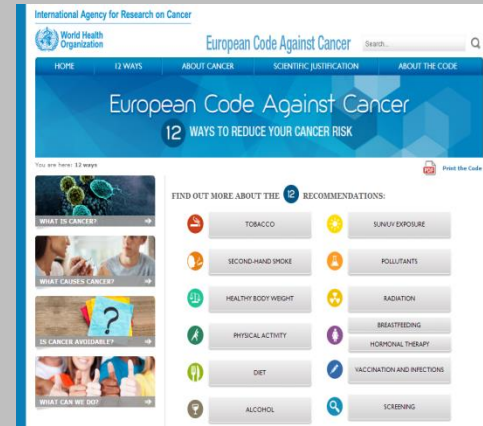 International Agency for Research on Cancer
World Health
Organization
European Code Against Cancer
Search...
HOME
12 WAYS
ABOUT CANCER
SCIENTIFIC JUSTIFICATION
ABOUT THE CODE
European Code Against Cancer
12 WAYS TO REDUCE YOUR CANCER RISK
You are here: 12 ways
PDF Print the Code
WHAT IS CANCER?
WHAT CAUSES CANCER?
IS CANCER AVOIDABLE?
?
WHAT CAN WE DO?
FIND OUT MORE ABOUT THE 12 RECOMMENDATIONS:
TOBACCO
SECOND-HAND SMOKE
HEALTHY BODY WEIGHT
PHYSICAL ACTIVITY
DIET
ALCOHOL
SUN/UV EXPOSURE
POLLUTANTS
RADIATION
BREASTFEEDING
HORMONAL THERAPY
VACCINATION AND INFECTIONS
SCREENING